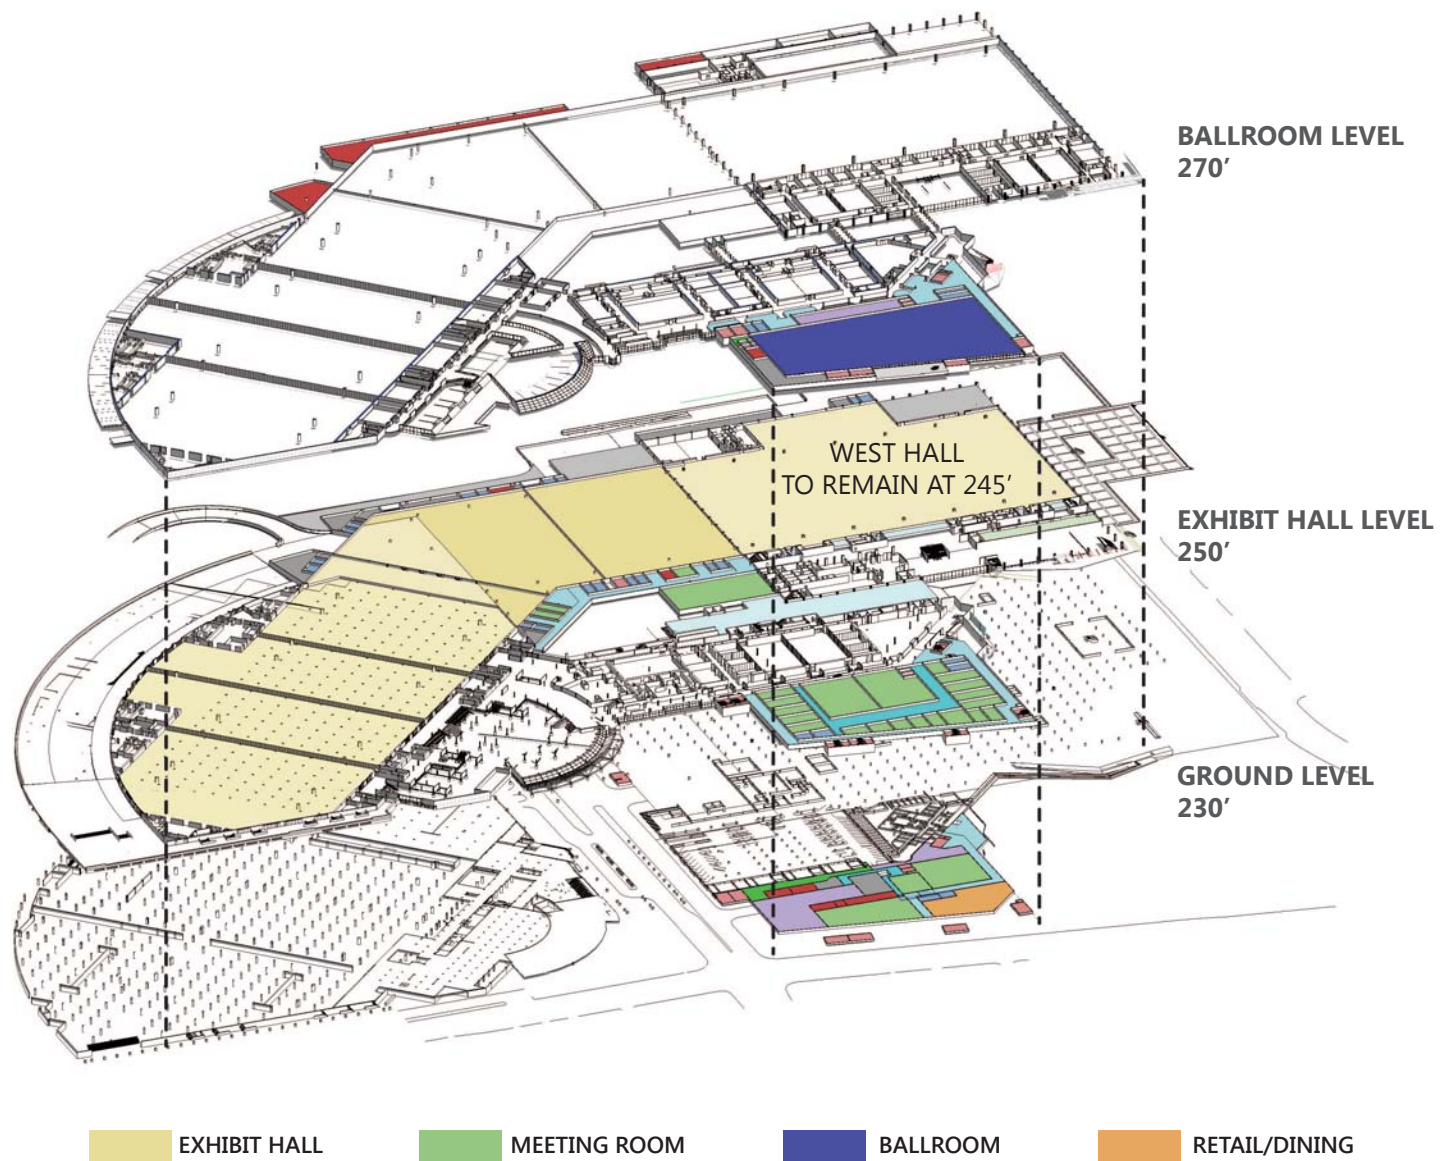 BALLROOM LEVEL
270’
WEST HALL
TO REMAIN AT 245’
EXHIBIT HALL LEVEL
250’
GROUND LEVEL
230’
EXHIBIT HALL
MEETING ROOM
BALLROOM
RETAIL/DINING